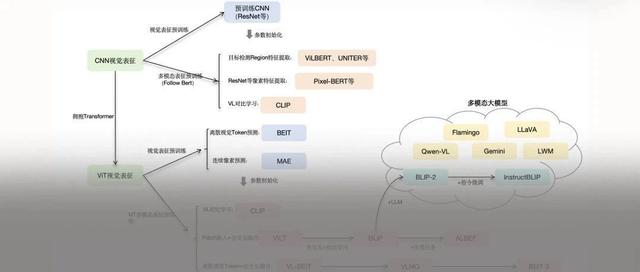 预训练CNN
(ResNet等)
视觉表征预训练
参数初始化
CNN视觉表征
目标检测Region特征提取:
ViLBERT、UNITER等
多模态表征预训练
(Follow Bert)
ResNet等像素特征提取:
Pixel-BERT等
VL对比学习:
CLIP
多模态大模型
拥抱Transformer
Flamingo
LLaVA
视觉表征预训练
离散视觉Token预测:
BEIT
Qwen-VL
Gemini
LWM
连续像素预测:
MAE
ViT视觉表征
参数初始化
BLIP-2
+指令微调
InstructBLIP
+LLM
CLIP
ViLT
BLIP
ALBEF
VL-BEIT
VLMO
BEIT-3